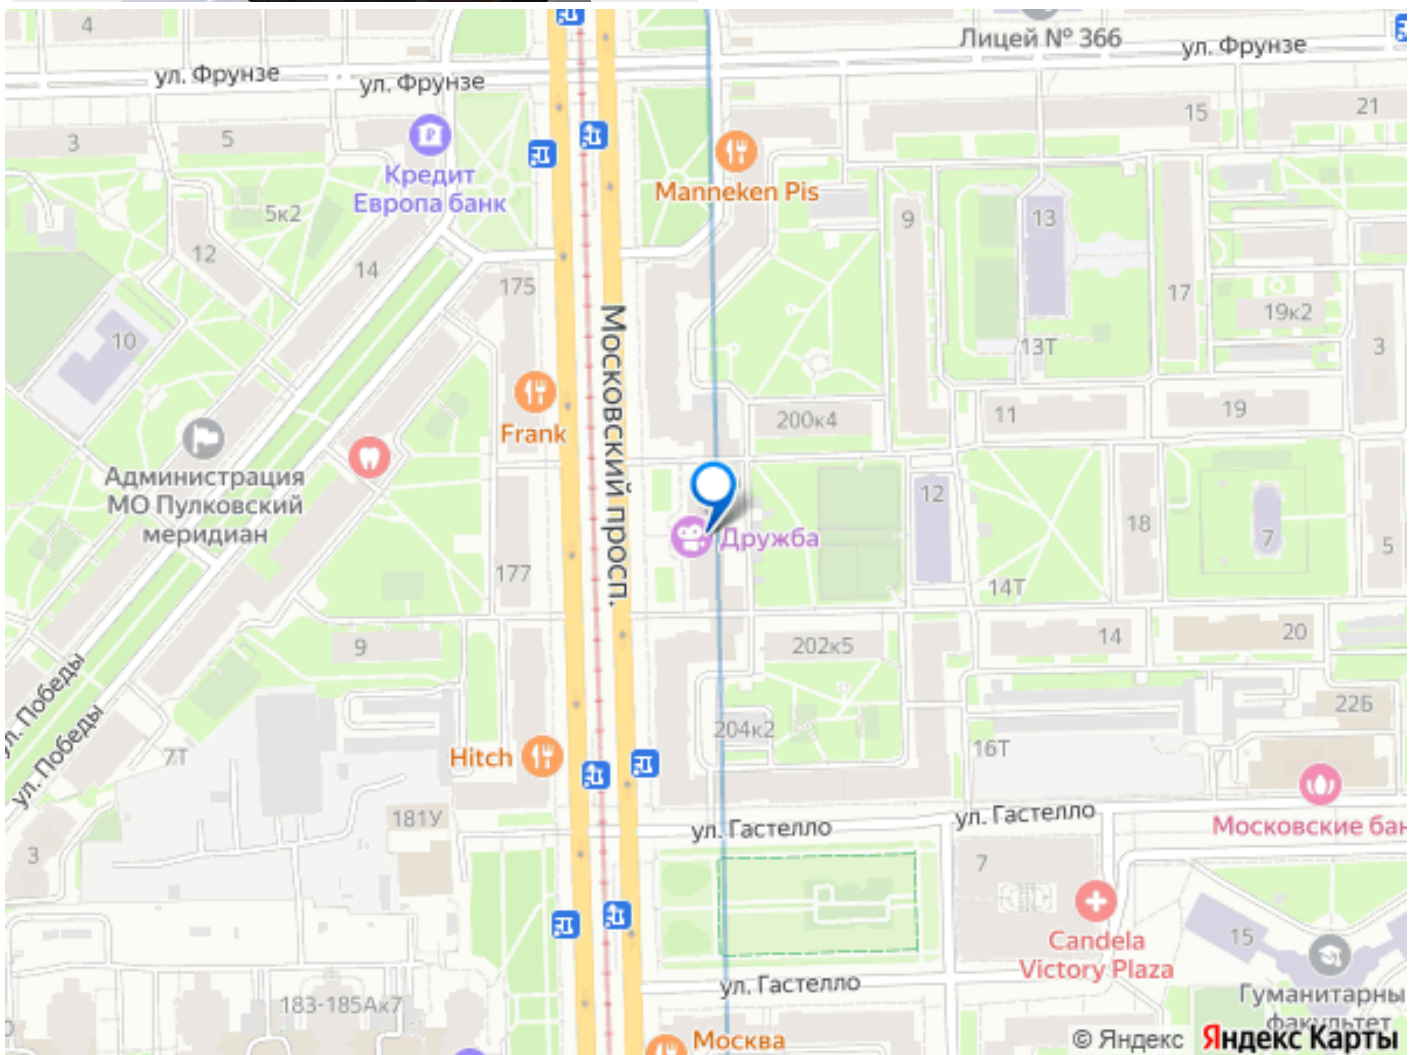 4
Лицей № 366
ул. Фрунзе
ул. Фрунзе
ул. Фрунзе
3
5
15
21
Кредит
Европа банк
Manneken Pis
5к2
12
14
9
13
175
17
19к2
10
13Т
3
Московский просп.
Frank
200к4
11
19
Администрация
МО Пулковский
меридиан
12
Дружба
18
7
5
177
14Т
9
202к5
14
20
ул. Победы
ул. Победы
22Б
204к2
16Т
7Т
Hitch
181У
ул. Гастелло
ул. Гастелло
Московские бан
3
7
Candela
Victory Plaza
15
ул. Гастелло
183-185Ак7
Гуманитарны
факультет
Москва
© Яндекс Яндекс Карты